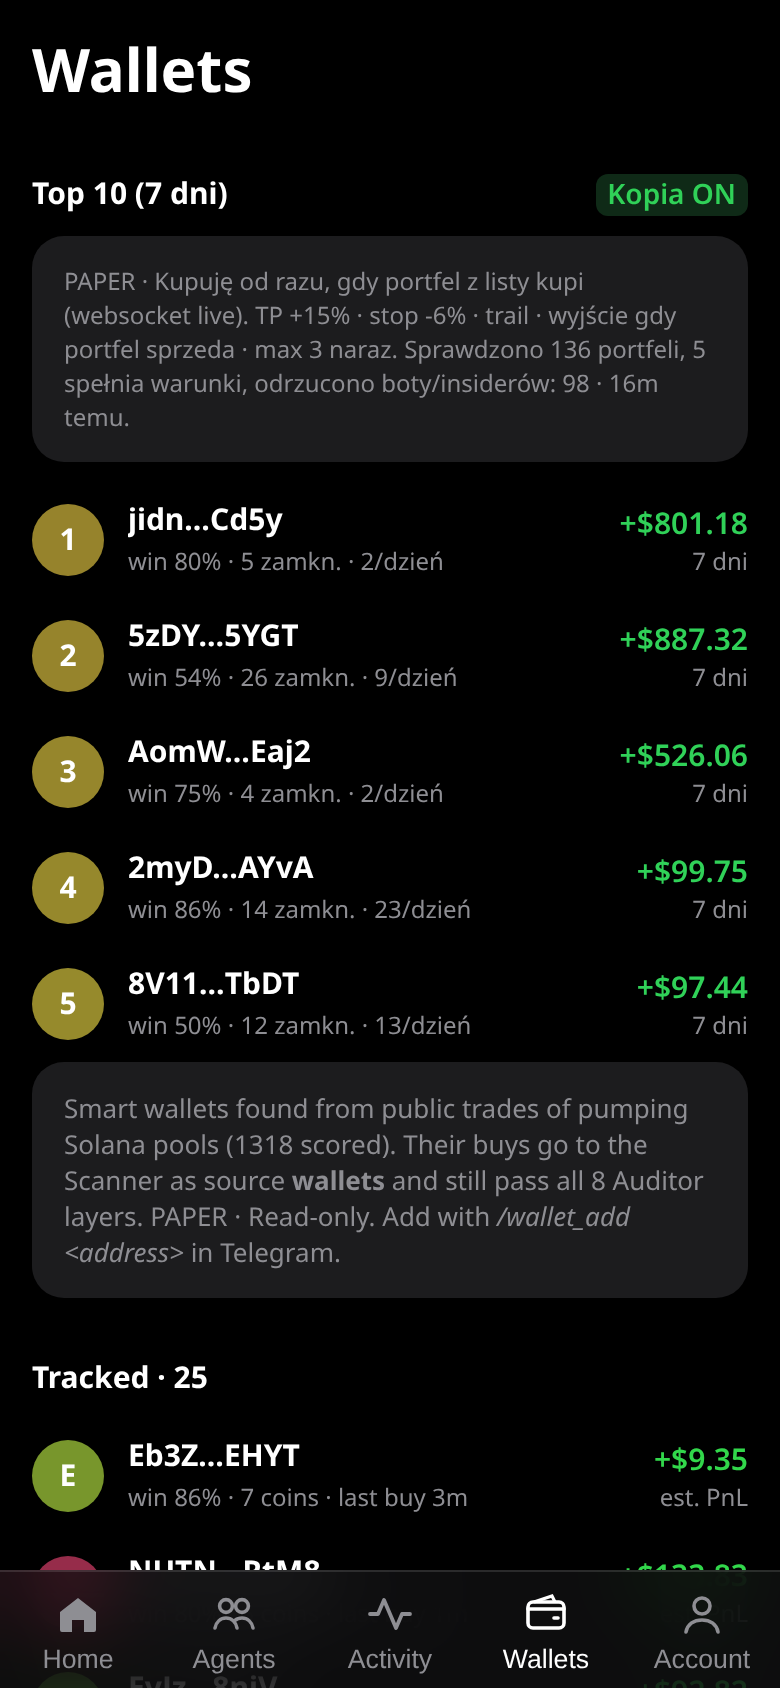 Wallets
Top 10 (7 dni)
Kopia ON
PAPER · Kupuję od razu, gdy portfel z listy kupi
(websocket live). TP +15% · stop -6% · trail · wyjście gdy
portfel sprzeda · max 3 naraz. Sprawdzono 136 portfeli, 5
spełnia warunki, odrzucono boty/insiderów: 98 · 16m
temu.
1
jidn...Cd5y
+$801.18
win 80% · 5 zamkn. · 2/dzień
7 dni
2
5zDY...5YGT
+$887.32
win 54% · 26 zamkn. · 9/dzień
7 dni
3
AomW...Eaj2
+$526.06
win 75% · 4 zamkn. · 2/dzień
7 dni
4
2myD...AYvA
+$99.75
win 86% · 14 zamkn. · 23/dzień
7 dni
5
8V11...TbDT
+$97.44
win 50% · 12 zamkn. · 13/dzień
7 dni
Smart wallets found from public trades of pumping
Solana pools (1318 scored). Their buys go to the
Scanner as source wallets and still pass all 8 Auditor
layers. PAPER · Read-only. Add with /wallet_add
<address> in Telegram.
Tracked · 25
E
Eb3Z...EHYT
+$9.35
win 86% · 7 coins · last buy 3m
est. PnL
Home
Agents
Activity
Wallets
Account